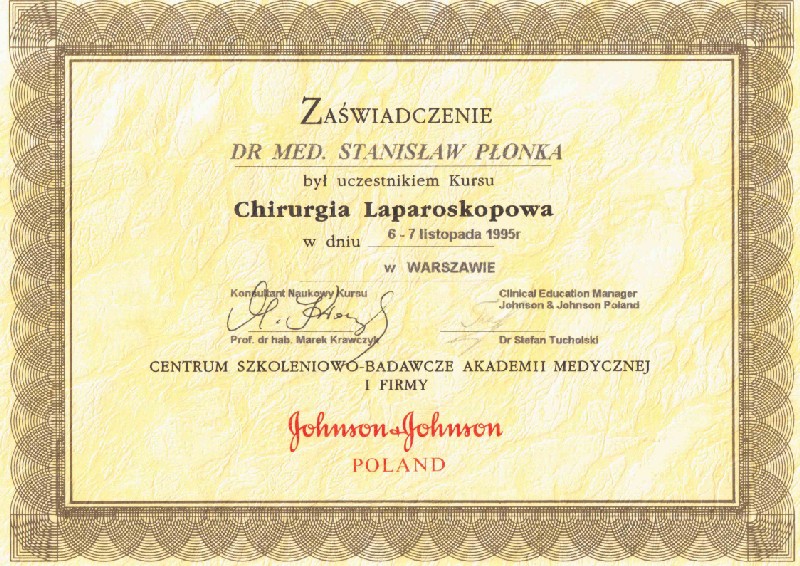 ZAŚWIADCZENIE
DR MED. STANISŁAW PŁONKA
był uczestnikiem Kursu
Chirurgia Laparoskopowa
w dniu 6 - 7 listopada 1995r
w WARSZAWIE
Konsultant Naukowy Kursu
Clinical Education Manager
Johnson & Johnson Poland
Prof. dr hab. Marek Krawczyk
Dr Stefan Tucholski
CENTRUM SZKOLENIOWO-BADAWCZE AKADEMII MEDYCZNEJ
I FIRMY
Johnson & Johnson
POLAND